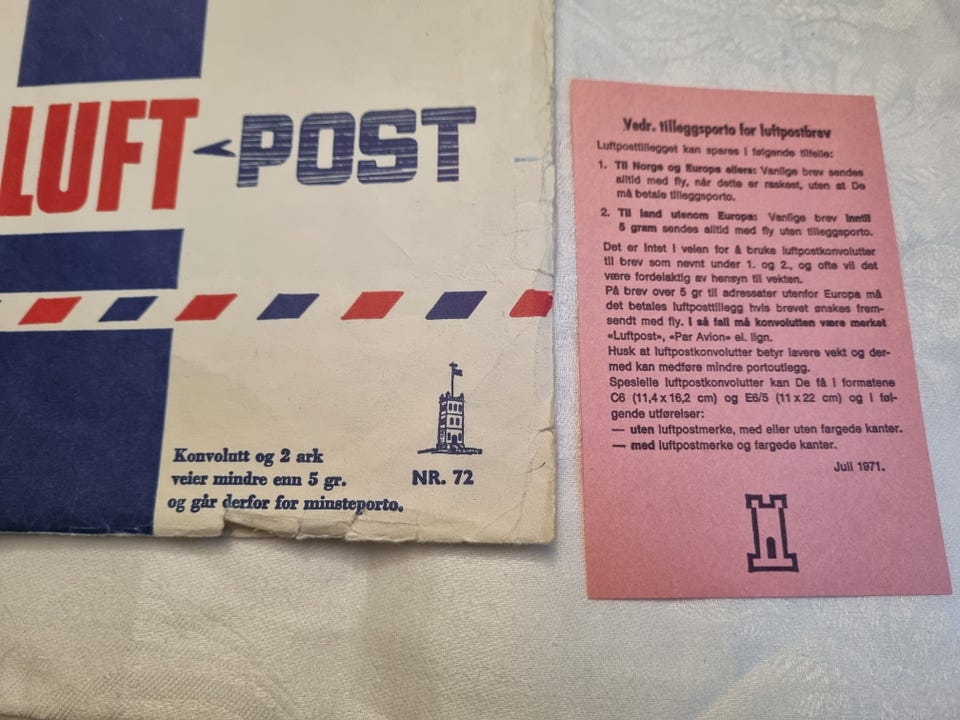 LUFT POST
Konvolutt og 2 ark
veier mindre enn 5 gr.
og går derfor for minsteporto.
NR. 72
Vedr. tilleggsporto for luftpostbrev
Luftposttillegget kan spares i følgende tilfelle:
1. Til Norge og Europa ellers: Vanlige brev sendes
alltid med fly, når dette er raskest, uten at De
må betale tilleggsporto.
2. Til land utenom Europa: Vanlige brev inntil
5 gram sendes alltid med fly uten tilleggsporto.
Det er intet i veien for å bruke luftpostkonvolutter
til brev som nevnt under 1. og 2., og ofte vil det
være fordelaktig av hensyn til vekten.
På brev over 5 gr til adressater utenfor Europa må
det betales luftposttillegg hvis brevet ønskes frem-
sendt med fly. I så fall må konvolutten være merket
«Luftpost», «Par Avion» el. lign.
Husk at luftpostkonvolutter betyr lavere vekt og der-
med kan medføre mindre portoutlegg.
Spesielle luftpostkonvolutter kan De få i formatene
C6 (11,4 x 16,2 cm) og E6/5 (11 x 22 cm) og i føl-
gende utførelser:
— uten luftpostmerke, med eller uten fargede kanter.
— med luftpostmerke og fargede kanter.
Juli 1971.